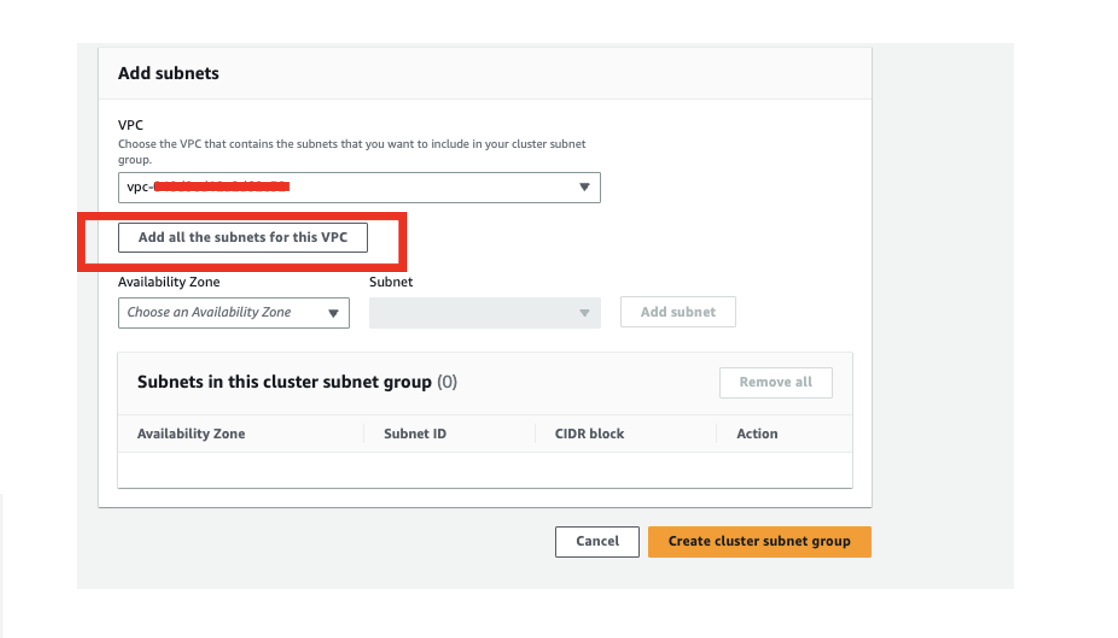 Add subnets
VPC
Choose the VPC that contains the subnets that you want to include in your cluster subnet
group.
vpc-
Add all the subnets for this VPC
Availability Zone
Subnet
Choose an Availability Zone
Add subnet
Subnets in this cluster subnet group (0)
Remove all
Availability Zone
Subnet ID
CIDR block
Action
Cancel
Create cluster subnet group